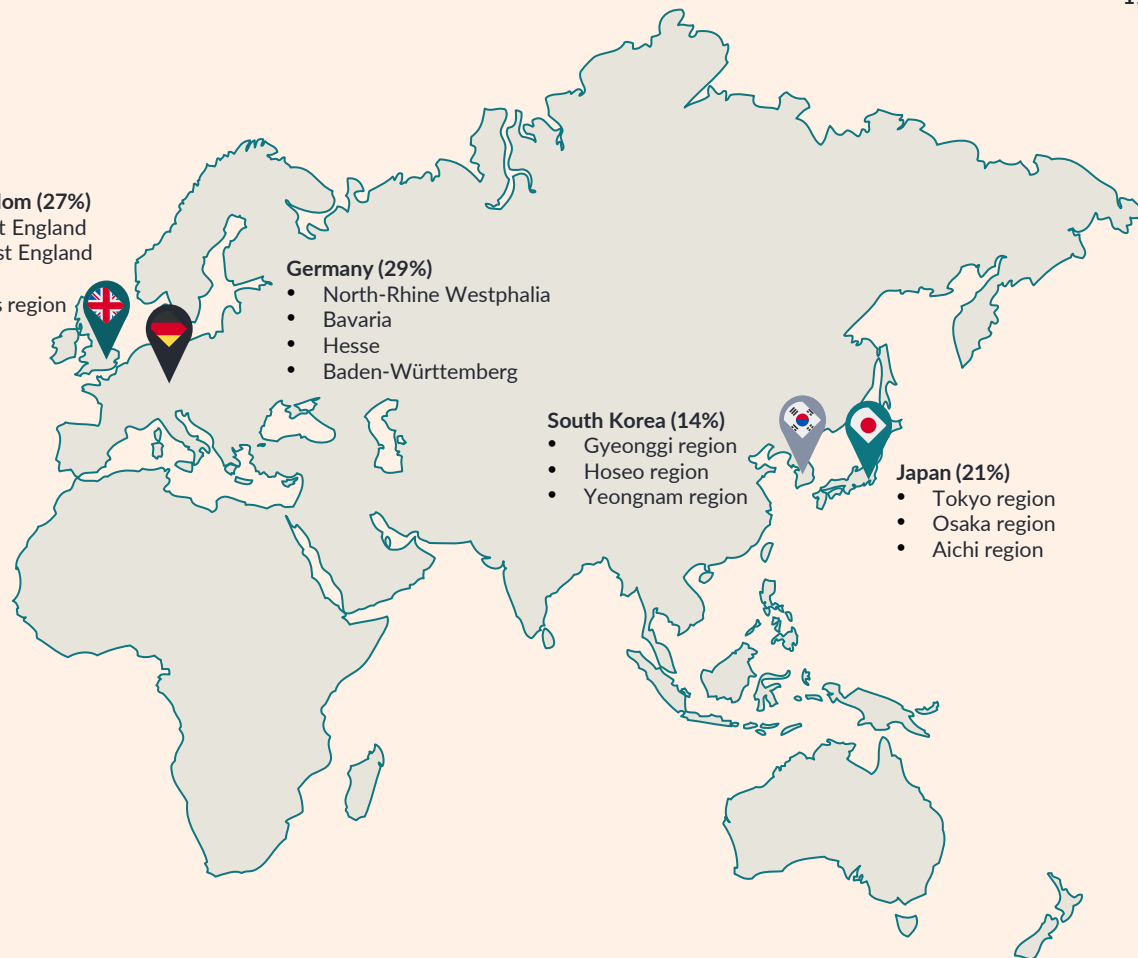 dom (27%)
t England
st England
s region
Germany (29%)
• North-Rhine Westphalia
• Bavaria
• Hesse
• Baden-Württemberg
South Korea (14%)
• Gyeonggi region
• Hoseo region
• Yeongnam region
Japan (21%)
• Tokyo region
• Osaka region
• Aichi region